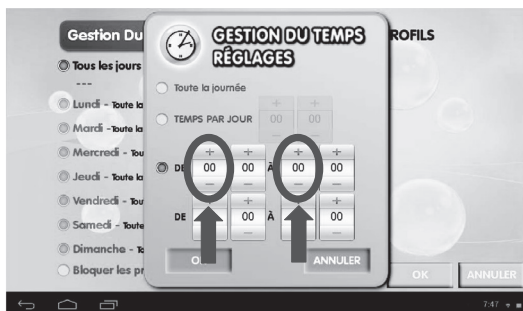 Gestion Du
ROFILS
GESTION DU TEMPS
RÉGLAGES
Tous les jours
---
Lundi - Toute la
Mardi -Toute la
Mercredi - Tou
Jeudi - Toute la
Vendredi - Tou
Samedi - Toute
Dimanche - To
Bloquer les pr
Toute la journée
+ +
TEMPS PAR JOUR 00 00
+ + + +
DE 00 00 À 00 00
- - - -
+ +
DE 00 À 00
- -
O ANNULER
OK ANNULER
7:47